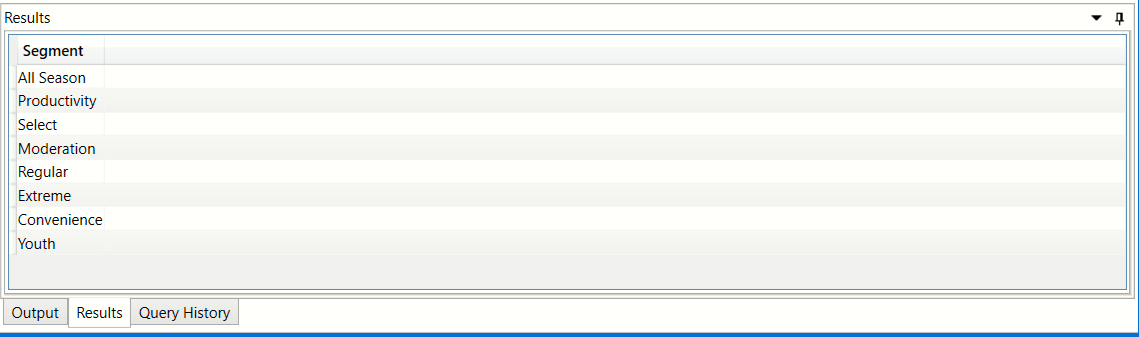 Results
Segment
All Season
Productivity
Select
Moderation
Regular
Extreme
Convenience
Youth
Output Results Query History